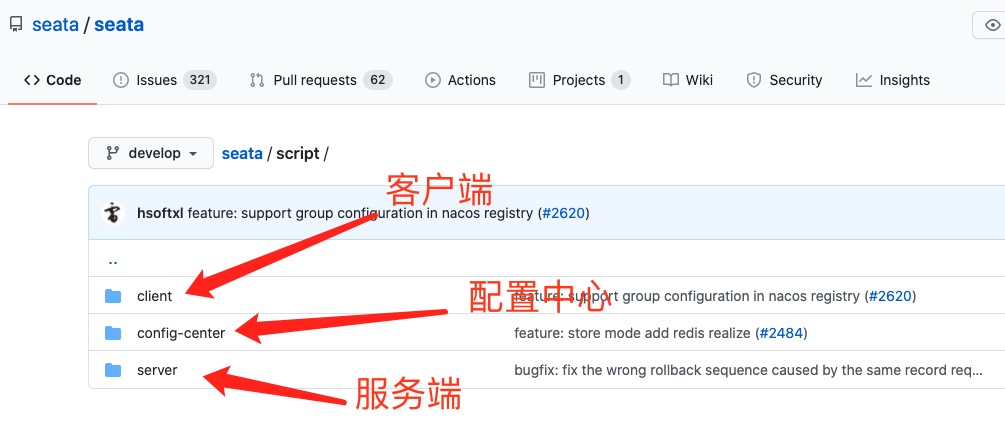 seata / seata
Code Issues 321 Pull requests 62 Actions Projects 1 Wiki Security Insights
develop seata / script /
客户端
hsoftxl feature: support group configuration in nacos registry (#2620)
..
client feature: support group configuration in nacos registry (#2620)
配置中心
config-center feature: store mode add redis realize (#2484)
server bugfix: fix the wrong rollback sequence caused by the same record req...
服务端